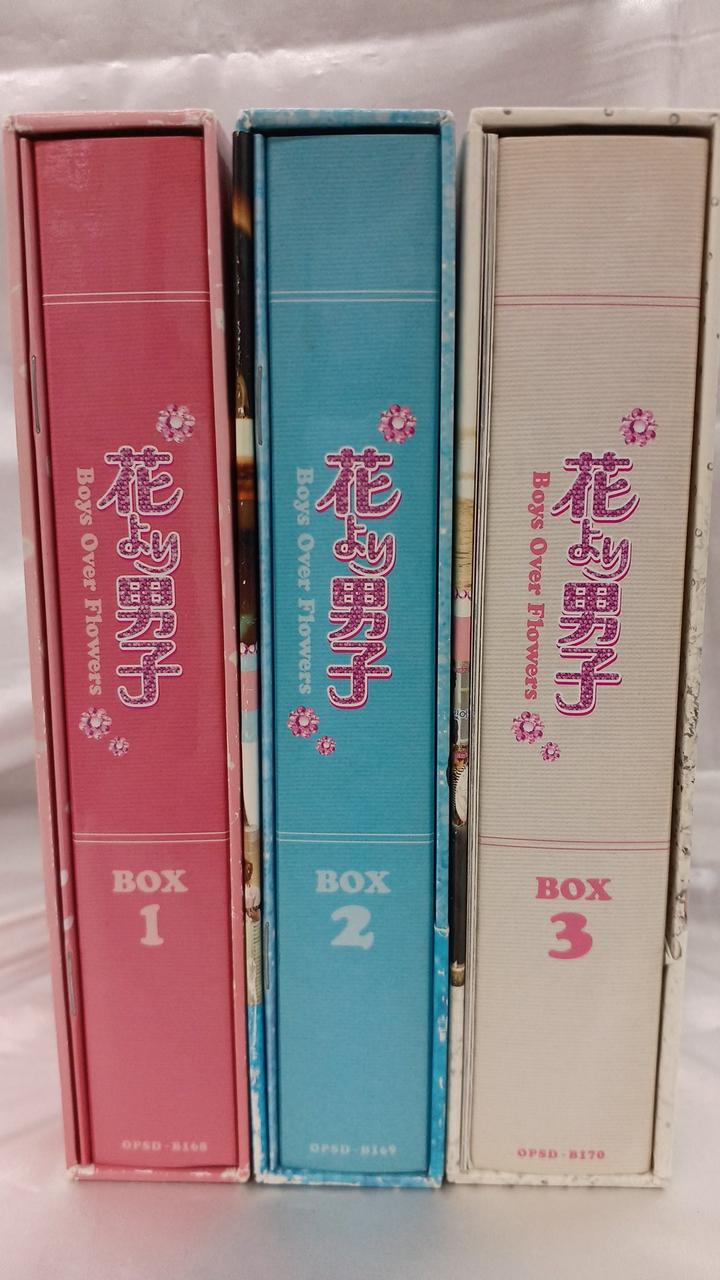 花より男子
Boys Over Flowers
BOX
1
OPSD-B168
花より男子
Boys Over Flowers
BOX
2
OPSD-B169
花より男子
Boys Over Flowers
BOX
3
OPSD-B170